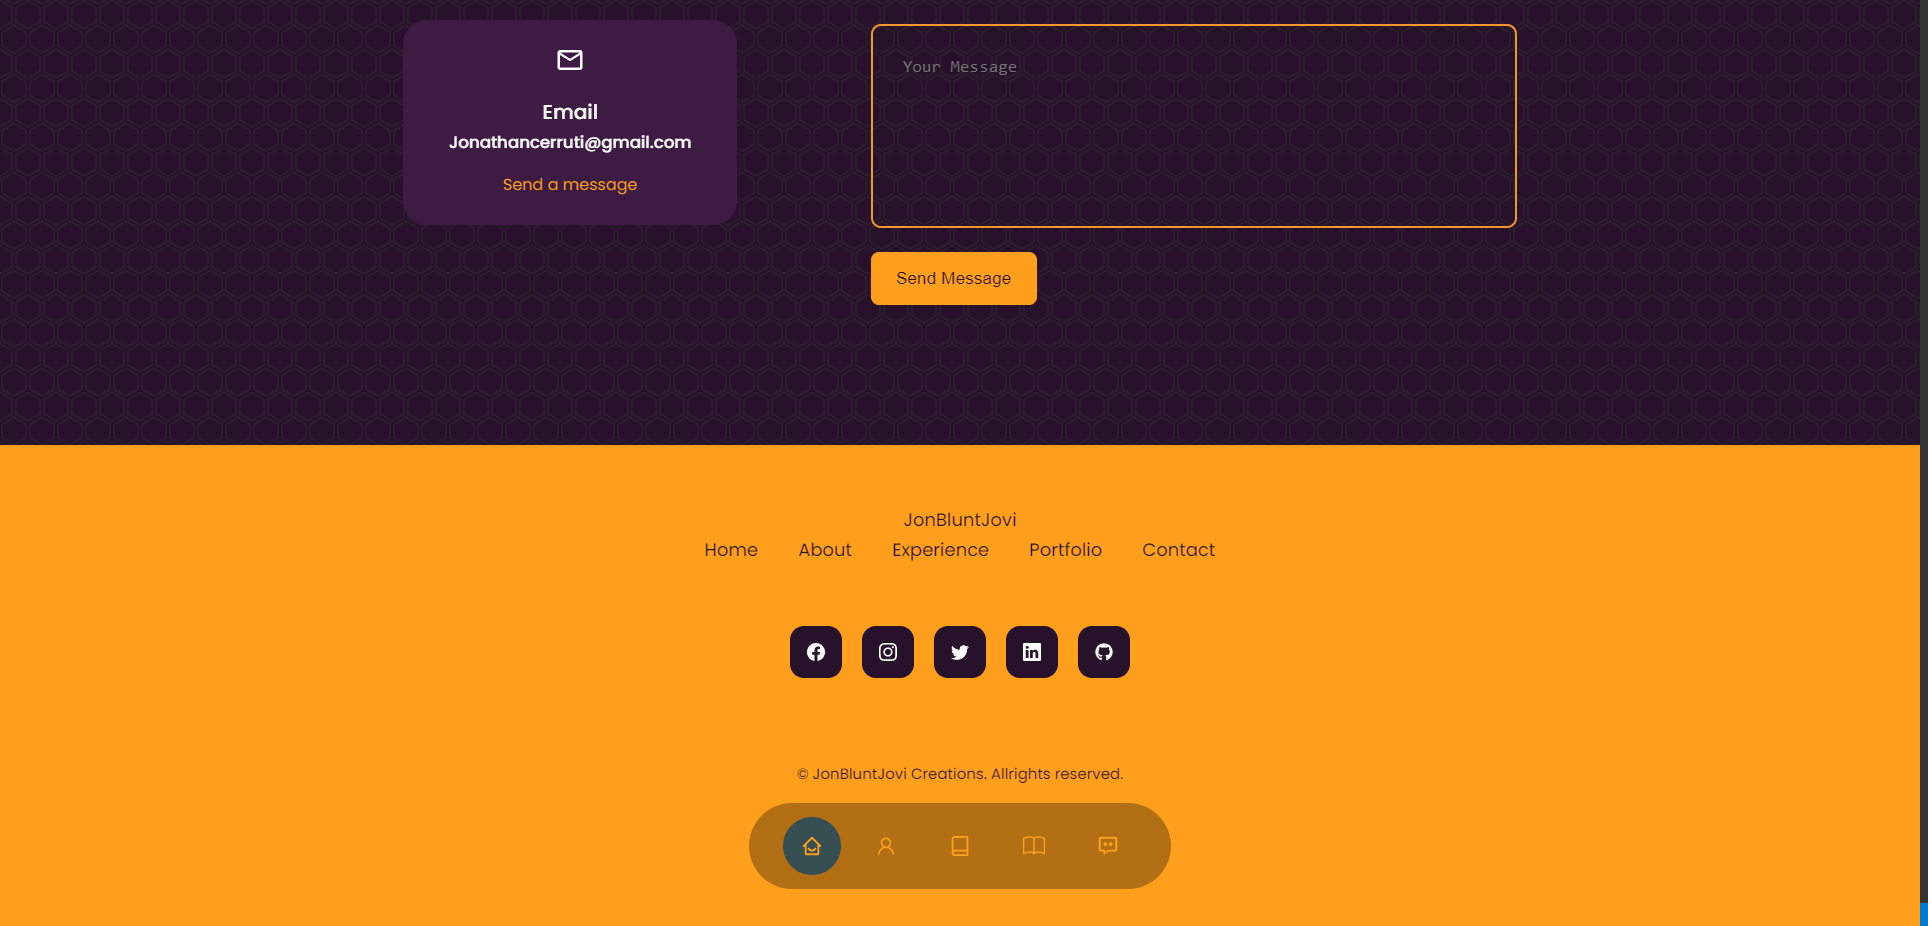 Email
Jonathancerruti@gmail.com
Send a message
Your Message
Send Message
JonBluntJovi
Home About Experience Portfolio Contact
© JonBluntJovi Creations. Allrights reserved.